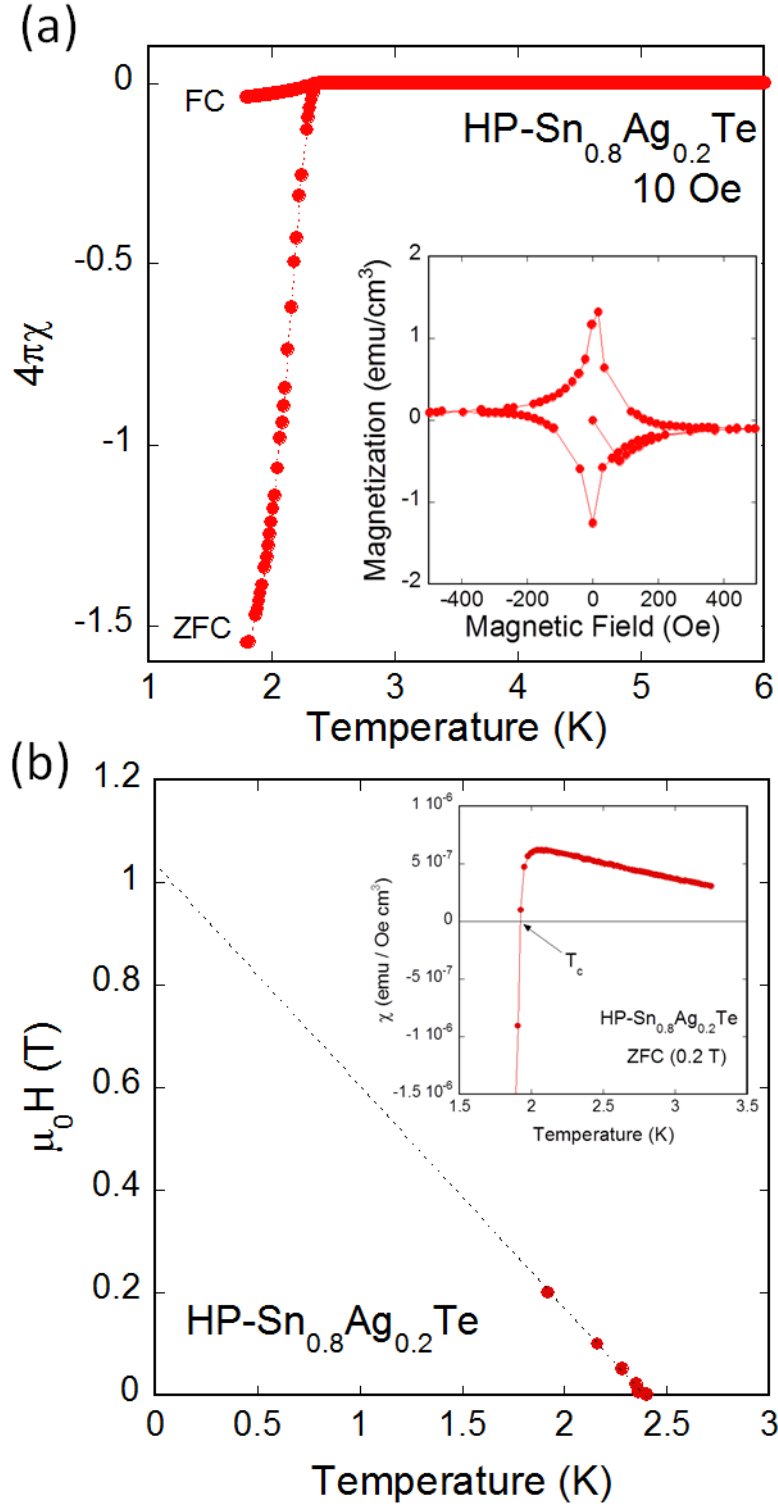 (a)
0
-0.5
-1
-1.5
4πχ
FC
ZFC
HP-Sn0.8Ag0.2Te
10 Oe
2
1
0
-1
-2
Magnetization (emu/cm3)
-400 -200 0 200 400
Magnetic Field (Oe)
1 2 3 4 5 6
Temperature (K)
(b)
1.2
1
0.8
0.6
0.4
0.2
0
μ0H (T)
1 10-6
5 10-7
0
-5 10-7
-1 10-6
-1.5 10-6
χ (emu / Oe cm3)
Tc
HP-Sn0.8Ag0.2Te
ZFC (0.2 T)
1.5 2 2.5 3 3.5
Temperature (K)
HP-Sn0.8Ag0.2Te
0 0.5 1 1.5 2 2.5 3
Temperature (K)